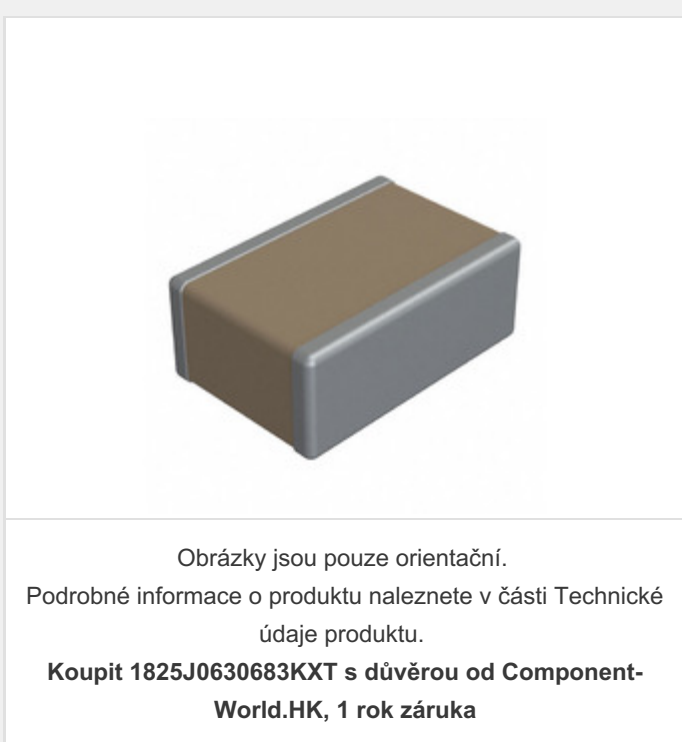 Obrázky jsou pouze orientační.
Podrobné informace o produktu naleznete v části Technické
údaje produktu.
Koupit 1825J0630683KXT s důvěrou od Component-
World.HK, 1 rok záruka